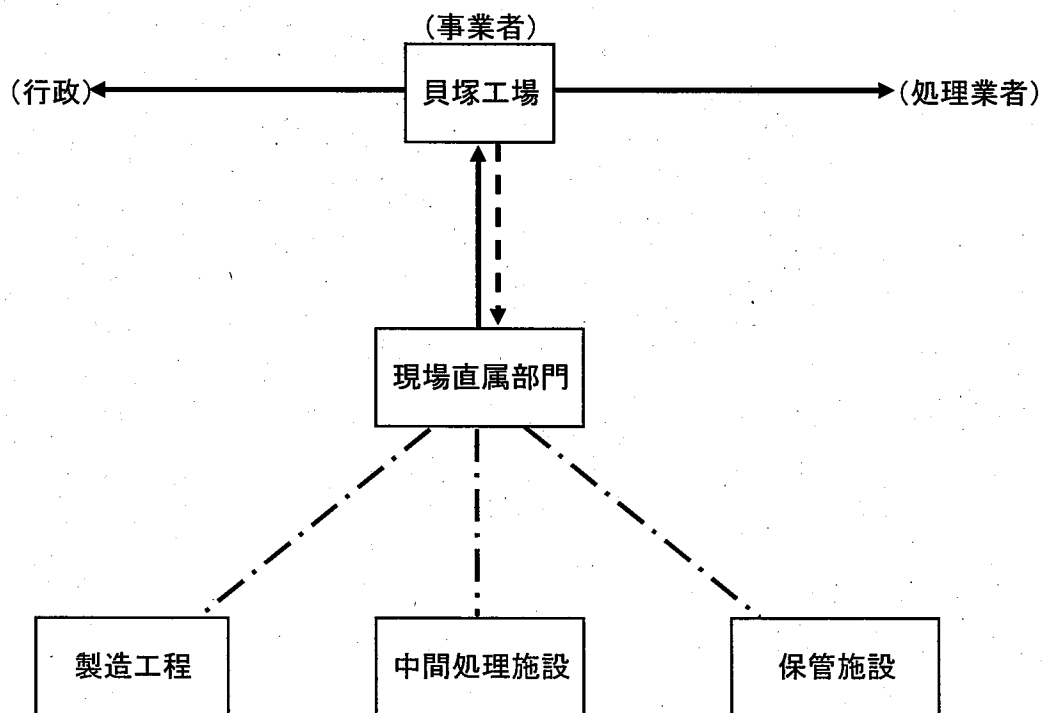 (事業者)
(行政)
貝塚工場
(処理業者)
現場直属部門
製造工程
中間処理施設
保管施設